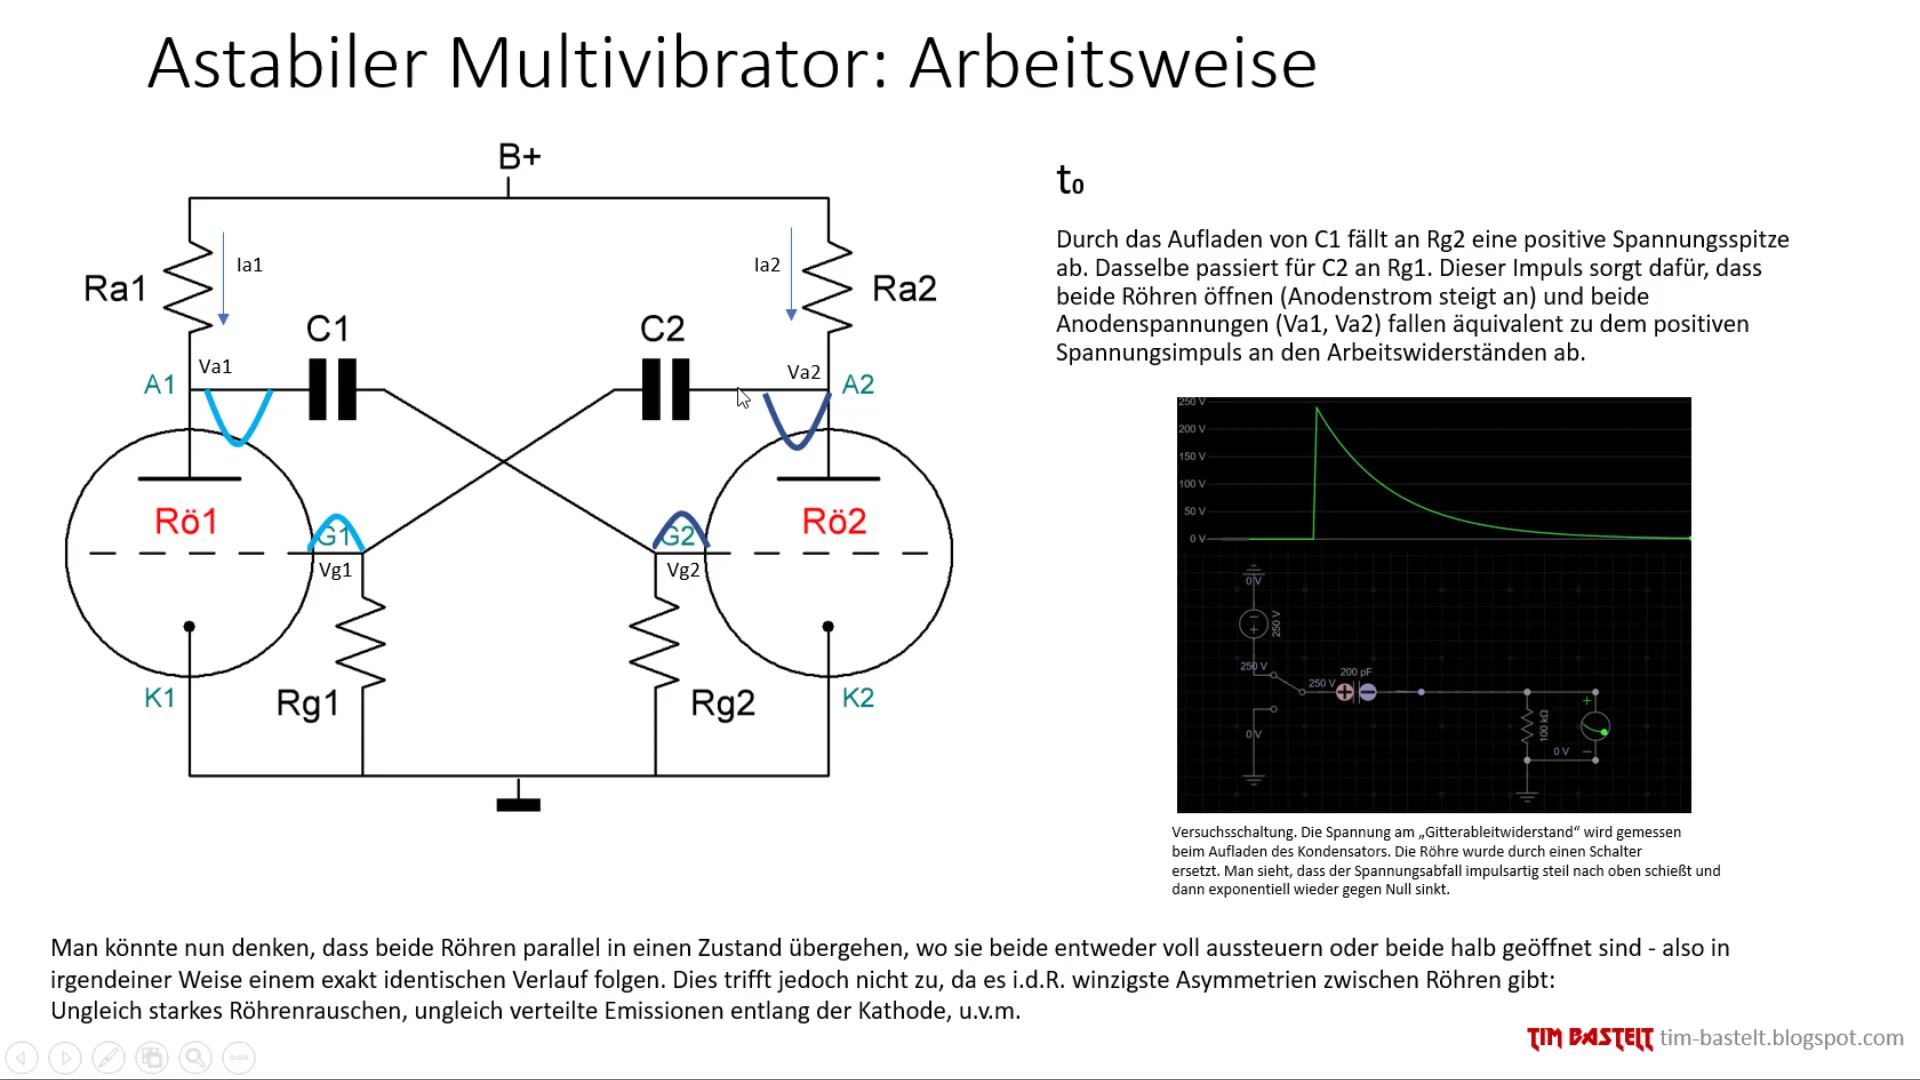 Astabiler Multivibrator: Arbeitsweise
B+
t₀
Durch das Aufladen von C1 fällt an Rg2 eine positive Spannungsspitze
ab. Dasselbe passiert für C2 an Rg1. Dieser Impuls sorgt dafür, dass
beide Röhren öffnen (Anodenstrom steigt an) und beide
Anodenspannungen (Va1, Va2) fallen äquivalent zu dem positiven
Spannungsimpuls an den Arbeitswiderständen ab.
Ra1
Ia1
Ia2
Ra2
C1
C2
A1
Va1
Va2
A2
Rö1
Rö2
G1
G2
Vg1
Vg2
K1
Rg1
Rg2
K2
250 V
200 V
150 V
100 V
50 V
0 V
0 V
250 V
250 V
250 V
200 pF
0 V
100 kΩ
0 V
Versuchsschaltung. Die Spannung am „Gitterableitwiderstand“ wird gemessen
beim Aufladen des Kondensators. Die Röhre wurde durch einen Schalter
ersetzt. Man sieht, dass der Spannungsabfall impulsartig steil nach oben schießt und
dann exponentiell wieder gegen Null sinkt.
Man könnte nun denken, dass beide Röhren parallel in einen Zustand übergehen, wo sie beide entweder voll aussteuern oder beide halb geöffnet sind - also in
irgendeiner Weise einem exakt identischen Verlauf folgen. Dies trifft jedoch nicht zu, da es i.d.R. winzigste Asymmetrien zwischen Röhren gibt:
Ungleich starkes Röhrenrauschen, ungleich verteilte Emissionen entlang der Kathode, u.v.m.
TIM BASTELT tim-bastelt.blogspot.com